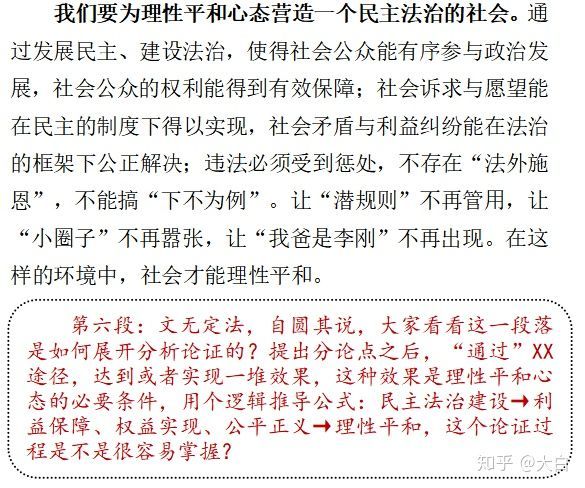 我们要为理性平和心态营造一个民主法治的社会。通
过发展民主、建设法治，使得社会公众能有序参与政治发
展，社会公众的权利能得到有效保障；社会诉求与愿望能
在民主的制度下得以实现，社会矛盾与利益纠纷能在法治
的框架下公正解决；违法必须受到惩处，不存在“法外施
恩”，不能搞“下不为例”。让“潜规则”不再管用，让
“小圈子”不再嚣张，让“我爸是李刚”不再出现。在这
样的环境中，社会才能理性平和。
第六段：文无定法，自圆其说，大家看看这一段落
是如何展开分析论证的？提出分论点之后，“通过”XX
途径，达到或者实现一堆效果，这种效果是理性平和心
态的必要条件，用个逻辑推导公式：民主法治建设→利
益保障、权益实现、公平正义→理性平和，这个论证过
程是不是很容易掌握？
知乎 @大白